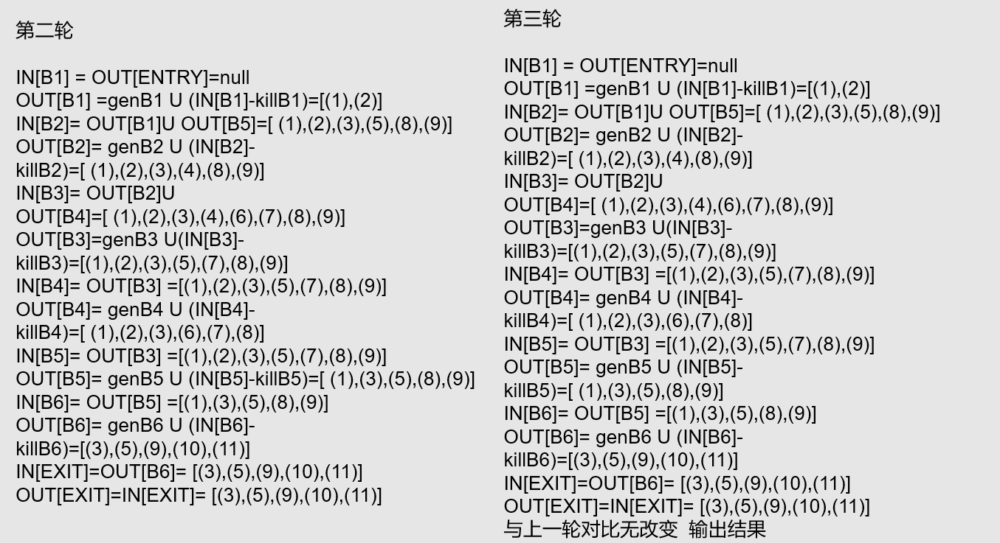 第二轮
IN[B1] = OUT[ENTRY]=null
OUT[B1] =genB1 U (IN[B1]-killB1)=[(1),(2)]
IN[B2]= OUT[B1]U OUT[B5]=[ (1),(2),(3),(5),(8),(9)]
OUT[B2]= genB2 U (IN[B2]-
killB2)=[ (1),(2),(3),(4),(8),(9)]
IN[B3]= OUT[B2]U
OUT[B4]=[ (1),(2),(3),(4),(6),(7),(8),(9)]
OUT[B3]=genB3 U(IN[B3]-
killB3)=[(1),(2),(3),(5),(7),(8),(9)]
IN[B4]= OUT[B3] =[(1),(2),(3),(5),(7),(8),(9)]
OUT[B4]= genB4 U (IN[B4]-
killB4)=[ (1),(2),(3),(6),(7),(8)]
IN[B5]= OUT[B3] =[(1),(2),(3),(5),(7),(8),(9)]
OUT[B5]= genB5 U (IN[B5]-killB5)=[ (1),(3),(5),(8),(9)]
IN[B6]= OUT[B5] =[(1),(3),(5),(8),(9)]
OUT[B6]= genB6 U (IN[B6]-
killB6)=[(3),(5),(9),(10),(11)]
IN[EXIT]=OUT[B6]= [(3),(5),(9),(10),(11)]
OUT[EXIT]=IN[EXIT]= [(3),(5),(9),(10),(11)]
第三轮
IN[B1] = OUT[ENTRY]=null
OUT[B1] =genB1 U (IN[B1]-killB1)=[(1),(2)]
IN[B2]= OUT[B1]U OUT[B5]=[ (1),(2),(3),(5),(8),(9)]
OUT[B2]= genB2 U (IN[B2]-
killB2)=[ (1),(2),(3),(4),(8),(9)]
IN[B3]= OUT[B2]U
OUT[B4]=[ (1),(2),(3),(4),(6),(7),(8),(9)]
OUT[B3]=genB3 U(IN[B3]-
killB3)=[(1),(2),(3),(5),(7),(8),(9)]
IN[B4]= OUT[B3] =[(1),(2),(3),(5),(7),(8),(9)]
OUT[B4]= genB4 U (IN[B4]-
killB4)=[ (1),(2),(3),(6),(7),(8)]
IN[B5]= OUT[B3] =[(1),(2),(3),(5),(7),(8),(9)]
OUT[B5]= genB5 U (IN[B5]-
killB5)=[ (1),(3),(5),(8),(9)]
IN[B6]= OUT[B5] =[(1),(3),(5),(8),(9)]
OUT[B6]= genB6 U (IN[B6]-
killB6)=[(3),(5),(9),(10),(11)]
IN[EXIT]=OUT[B6]= [(3),(5),(9),(10),(11)]
OUT[EXIT]=IN[EXIT]= [(3),(5),(9),(10),(11)]
与上一轮对比无改变  输出结果